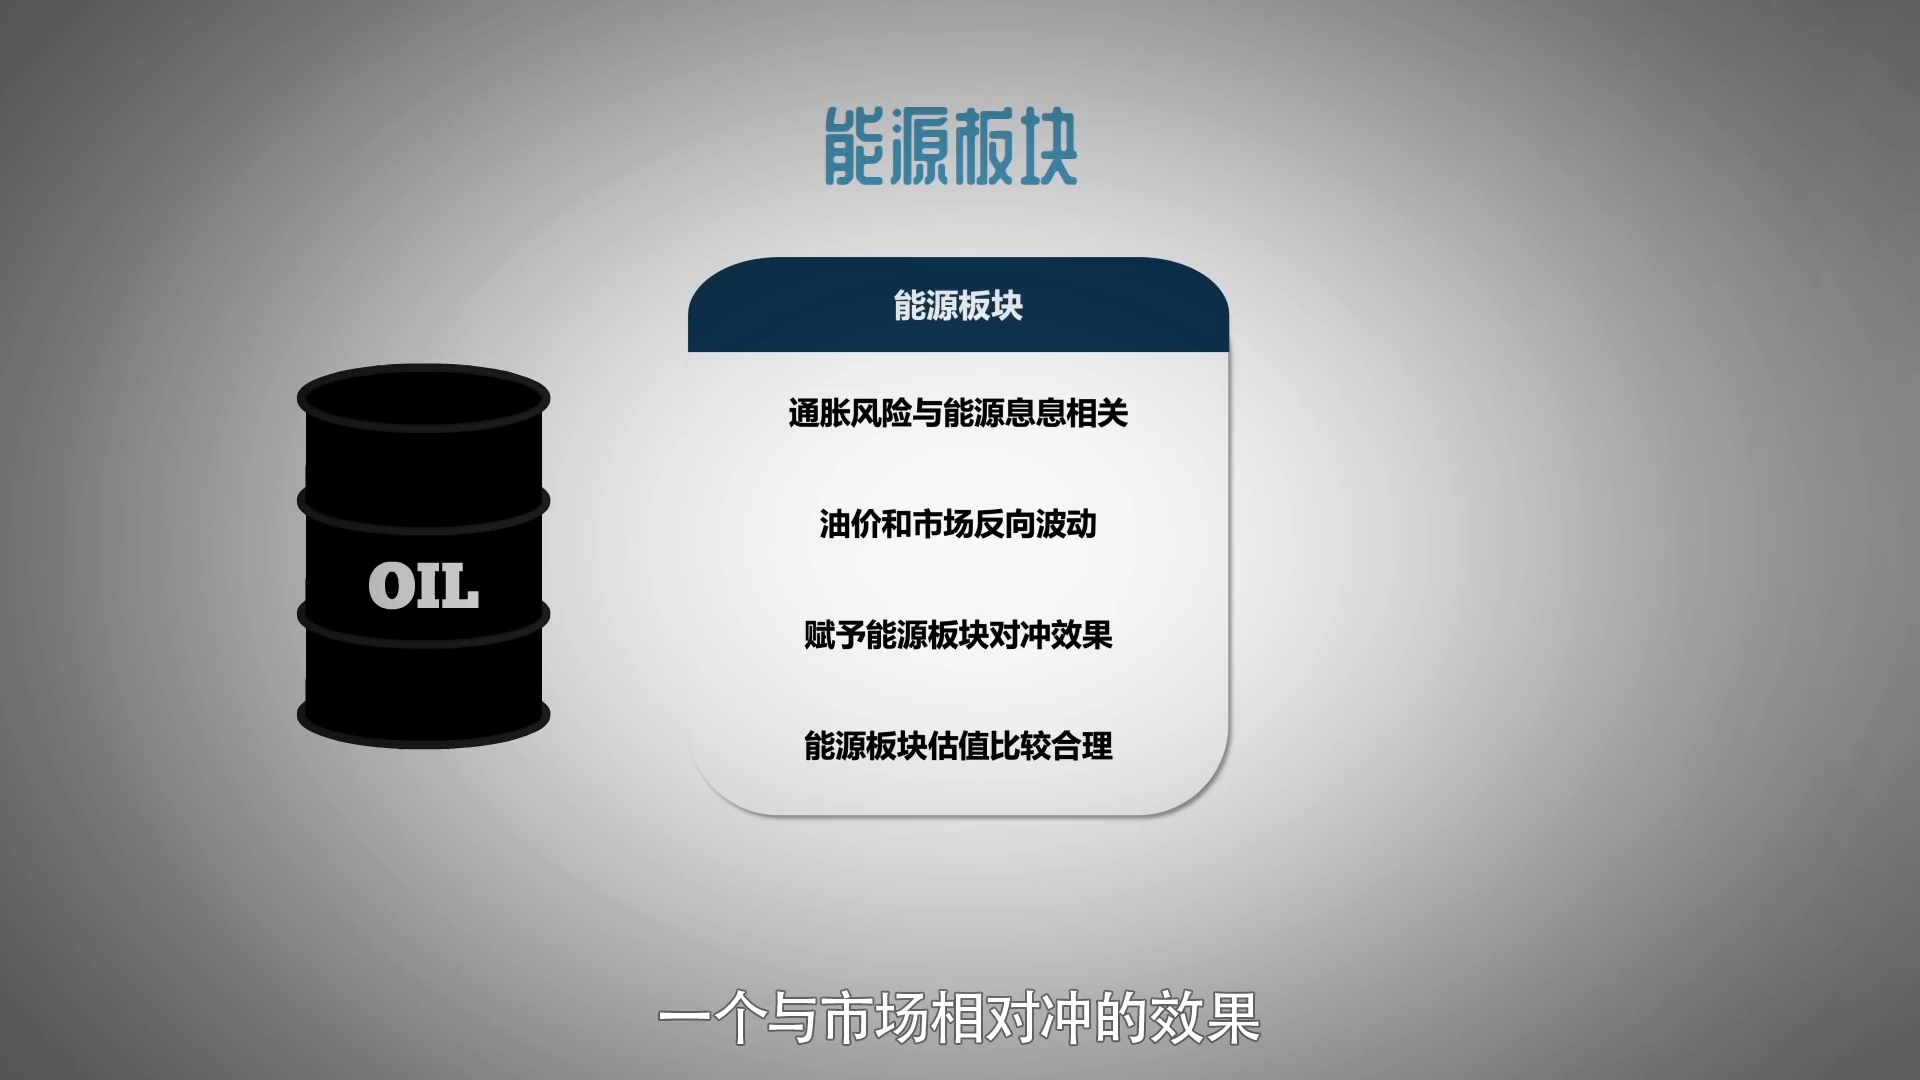 能源板块
能源板块
通胀风险与能源息息相关
油价和市场反向波动
OIL
赋予能源板块对冲效果
能源板块估值比较合理
一个与市场相对冲的效果